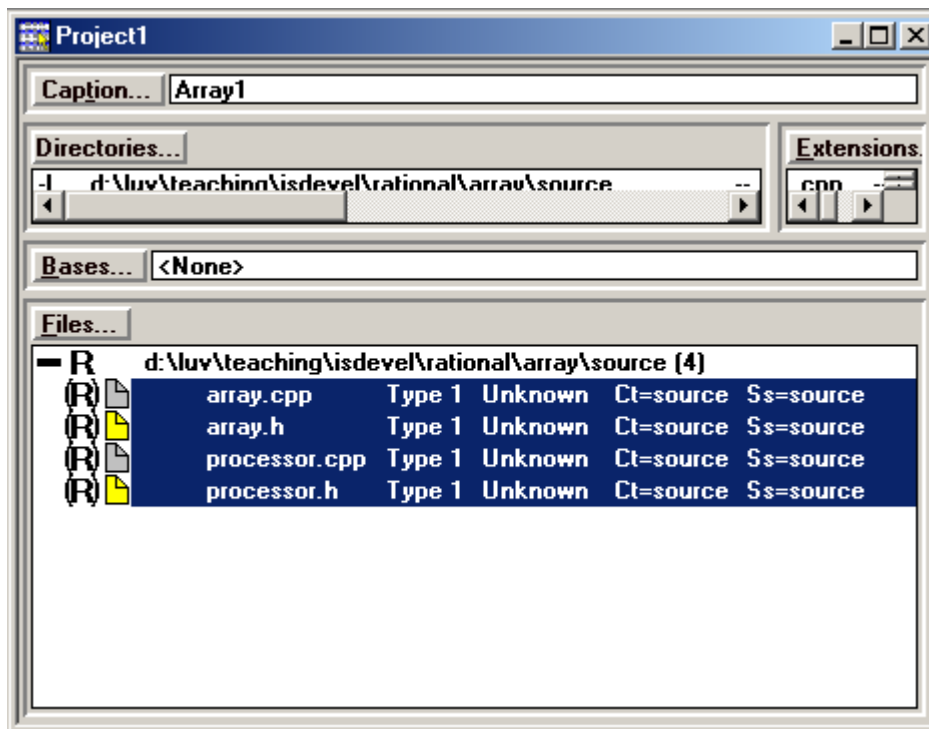 Project1
Caption... Array1
Directories... Extensions.
-I d:\luv\teaching\isdevel\rational\array\source -- cpp --
Bases... <None>
Files...
R d:\luv\teaching\isdevel\rational\array\source (4)
(R) array.cpp Type 1 Unknown Ct=source Ss=source
(R) array.h Type 1 Unknown Ct=source Ss=source
(R) processor.cpp Type 1 Unknown Ct=source Ss=source
(R) processor.h Type 1 Unknown Ct=source Ss=source